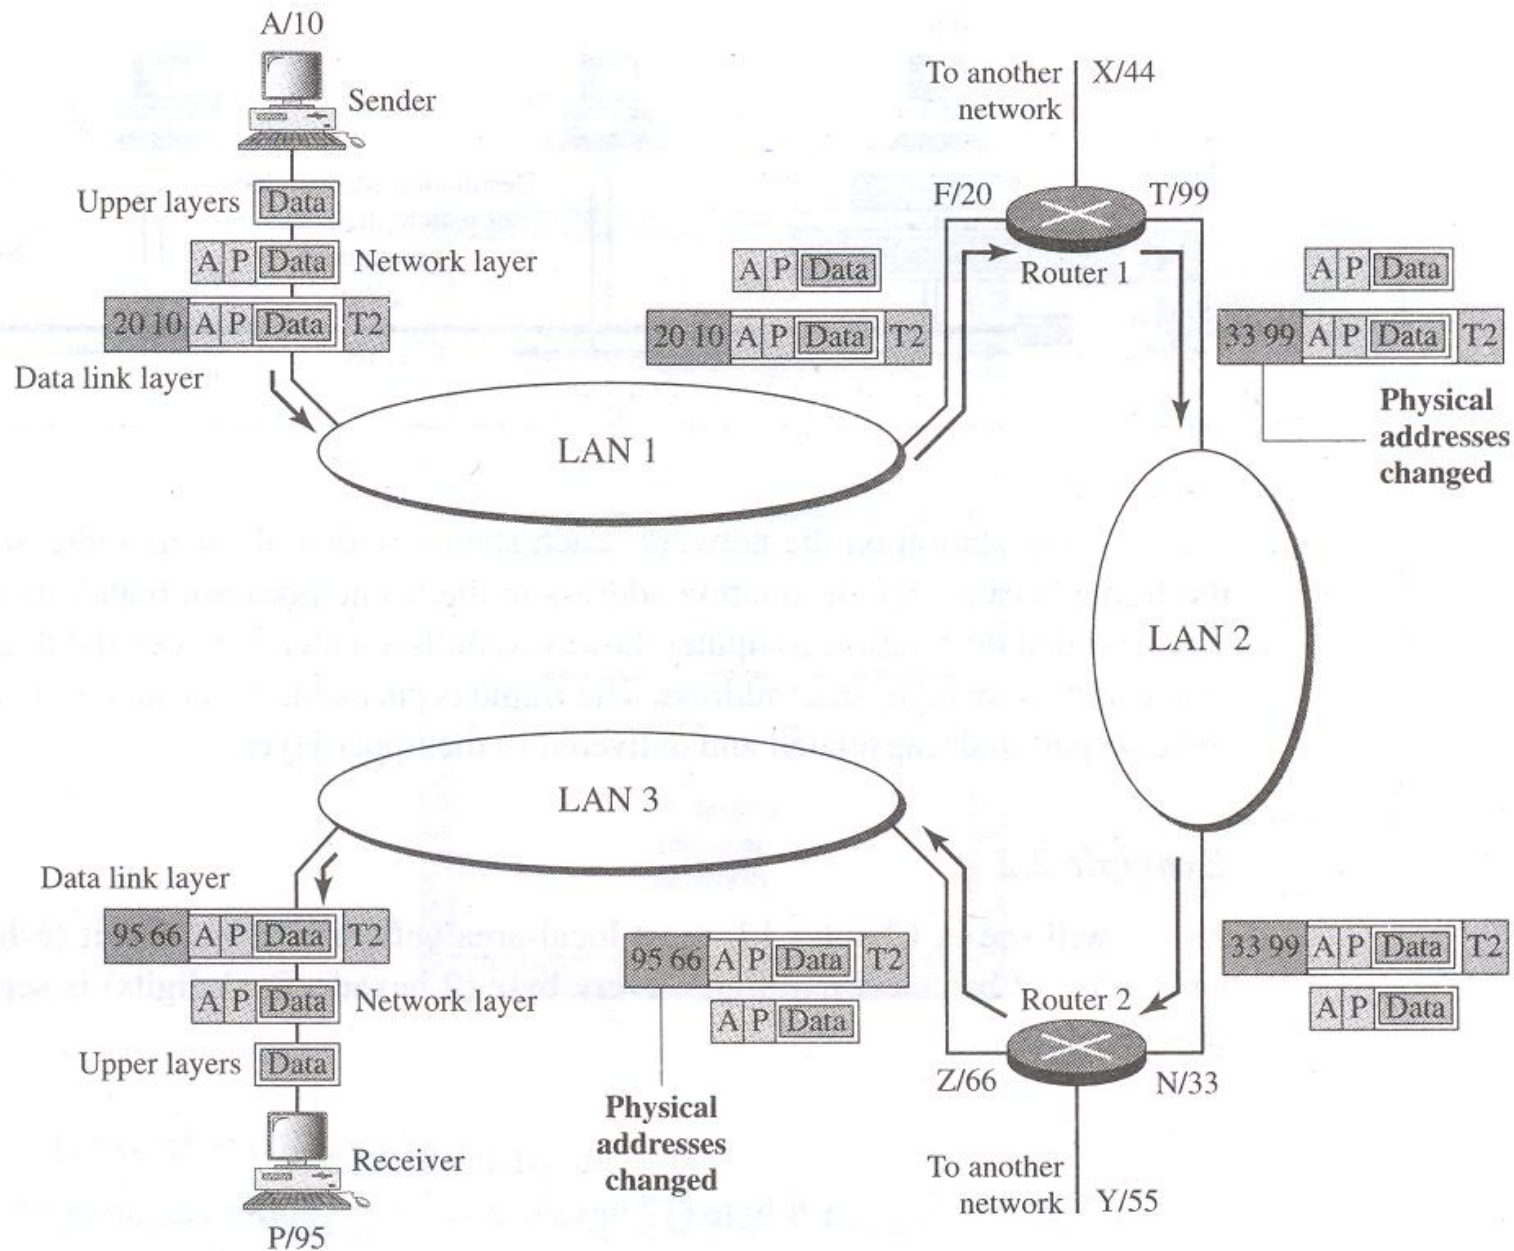 A/10
Sender
To another
network
X/44
Upper layers
Data
F/20
T/99
A P Data
Network layer
Router 1
A P Data
A P Data
20 10 A P Data T2
20 10 A P Data T2
33 99 A P Data T2
Data link layer
Physical
addresses
changed
LAN 1
LAN 2
LAN 3
Data link layer
95 66 A P Data T2
95 66 A P Data T2
33 99 A P Data T2
A P Data
Network layer
A P Data
Router 2
A P Data
Upper layers
Data
Z/66
N/33
Physical
addresses
changed
Receiver
To another
network
Y/55
P/95